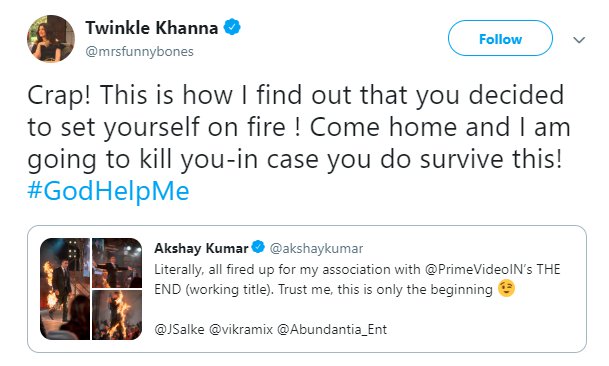 Twinkle Khanna
@mrsfunnybones
Follow
Crap! This is how I find out that you decided
to set yourself on fire ! Come home and I am
going to kill you-in case you do survive this!
#GodHelpMe
Akshay Kumar @akshaykumar
Literally, all fired up for my association with @PrimeVideoIN's THE
END (working title). Trust me, this is only the beginning 😉
@JSalke @vikramix @Abundantia_Ent